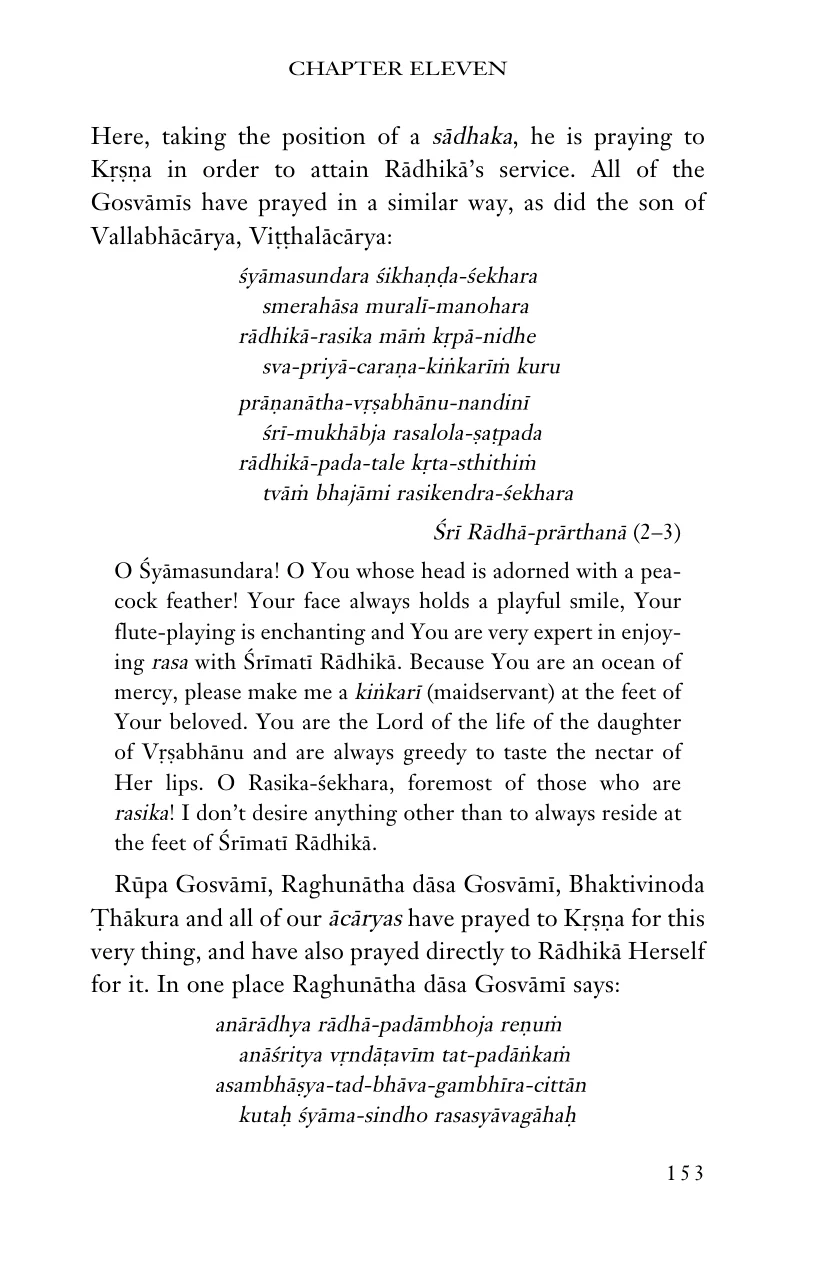 CHAPTER ELEVEN
Here, taking the position of a sādhaka, he is praying to
Kṛṣṇa in order to attain Rādhikā's service. All of the
Gosvāmīs have prayed in a similar way, as did the son of
Vallabhācārya, Viṭṭhalācārya:
śyāmasundara śikhaṇḍa-śekhara
smerahāsa muralī-manohara
rādhikā-rasika māṁ kṛpā-nidhe
sva-priyā-caraṇa-kiṅkarīṁ kuru
prāṇanātha-vṛṣabhānu-nandinī
śrī-mukhābja rasalola-ṣaṭpada
rādhikā-pada-tale kṛta-sthithiṁ
tvāṁ bhajāmi rasikendra-śekhara
Śrī Rādhā-prārthanā (2–3)
O Śyāmasundara! O You whose head is adorned with a pea-
cock feather! Your face always holds a playful smile, Your
flute-playing is enchanting and You are very expert in enjoy-
ing rasa with Śrīmatī Rādhikā. Because You are an ocean of
mercy, please make me a kiṅkarī (maidservant) at the feet of
Your beloved. You are the Lord of the life of the daughter
of Vṛṣabhānu and are always greedy to taste the nectar of
Her lips. O Rasika-śekhara, foremost of those who are
rasika! I don't desire anything other than to always reside at
the feet of Śrīmatī Rādhikā.
Rūpa Gosvāmī, Raghunātha dāsa Gosvāmī, Bhaktivinoda
Ṭhākura and all of our ācāryas have prayed to Kṛṣṇa for this
very thing, and have also prayed directly to Rādhikā Herself
for it. In one place Raghunātha dāsa Gosvāmī says:
anārādhya rādhā-padāmbhoja reṇuṁ
anāśritya vṛndāṭavīm tat-padāṅkaṁ
asambhāṣya-tad-bhāva-gambhīra-cittān
kutaḥ śyāma-sindho rasasyāvagāhaḥ
153